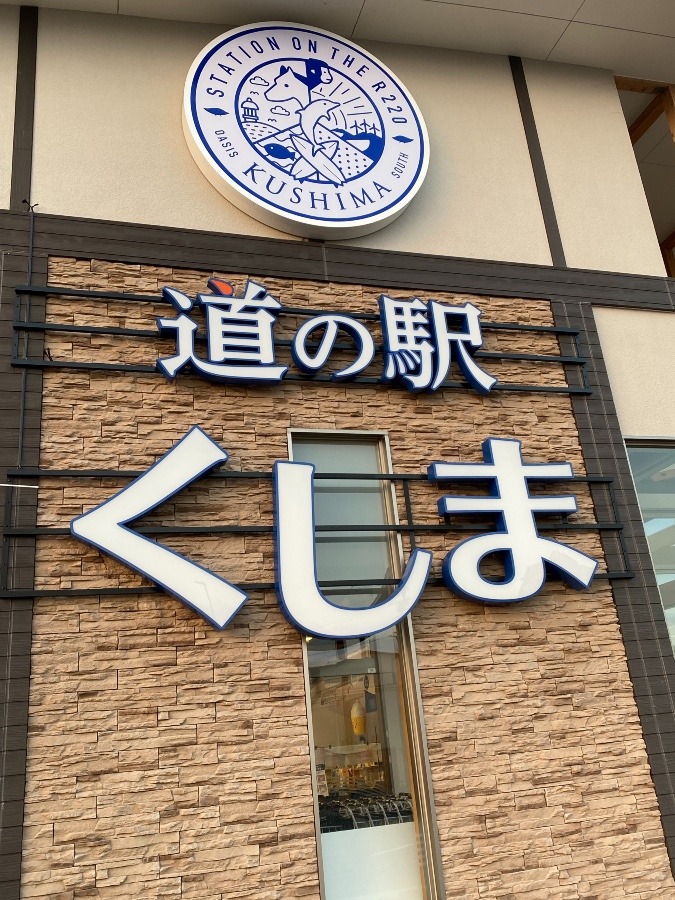 STATION ON THE R220
OASIS
SOUTH
KUSHIMA
道の駅
くしま